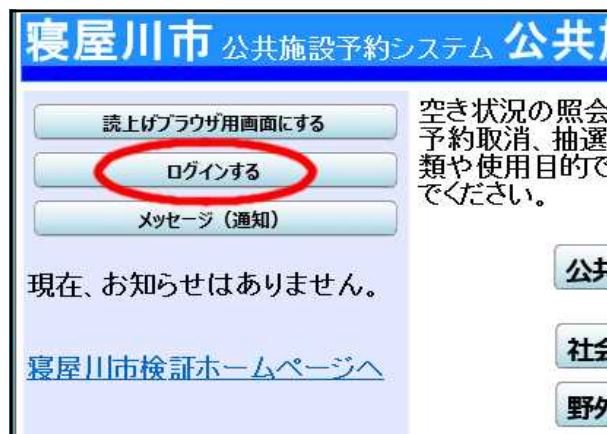 寝屋川市 公共施設予約システム 公共
読上げブラウザ用画面にする
ログインする
メッセージ（通知）
現在、お知らせはありません。
寝屋川市検証ホームページへ
空き状況の照会
予約取消、抽選
類や使用目的で
でください。
公共
社会
野外